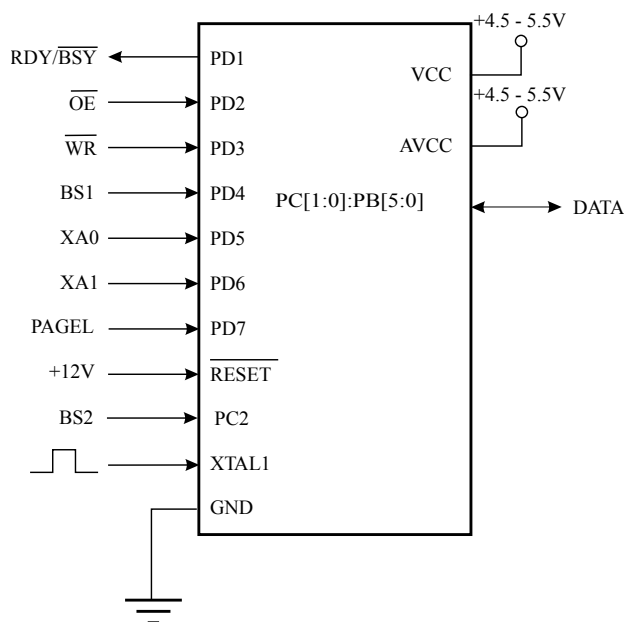 +4.5 - 5.5V
RDY/BSY
PD1
VCC
OE
PD2
+4.5 - 5.5V
WR
PD3
AVCC
BS1
PD4
PC[1:0]:PB[5:0]
DATA
XA0
PD5
XA1
PD6
PAGEL
PD7
+12V
RESET
BS2
PC2
XTAL1
GND